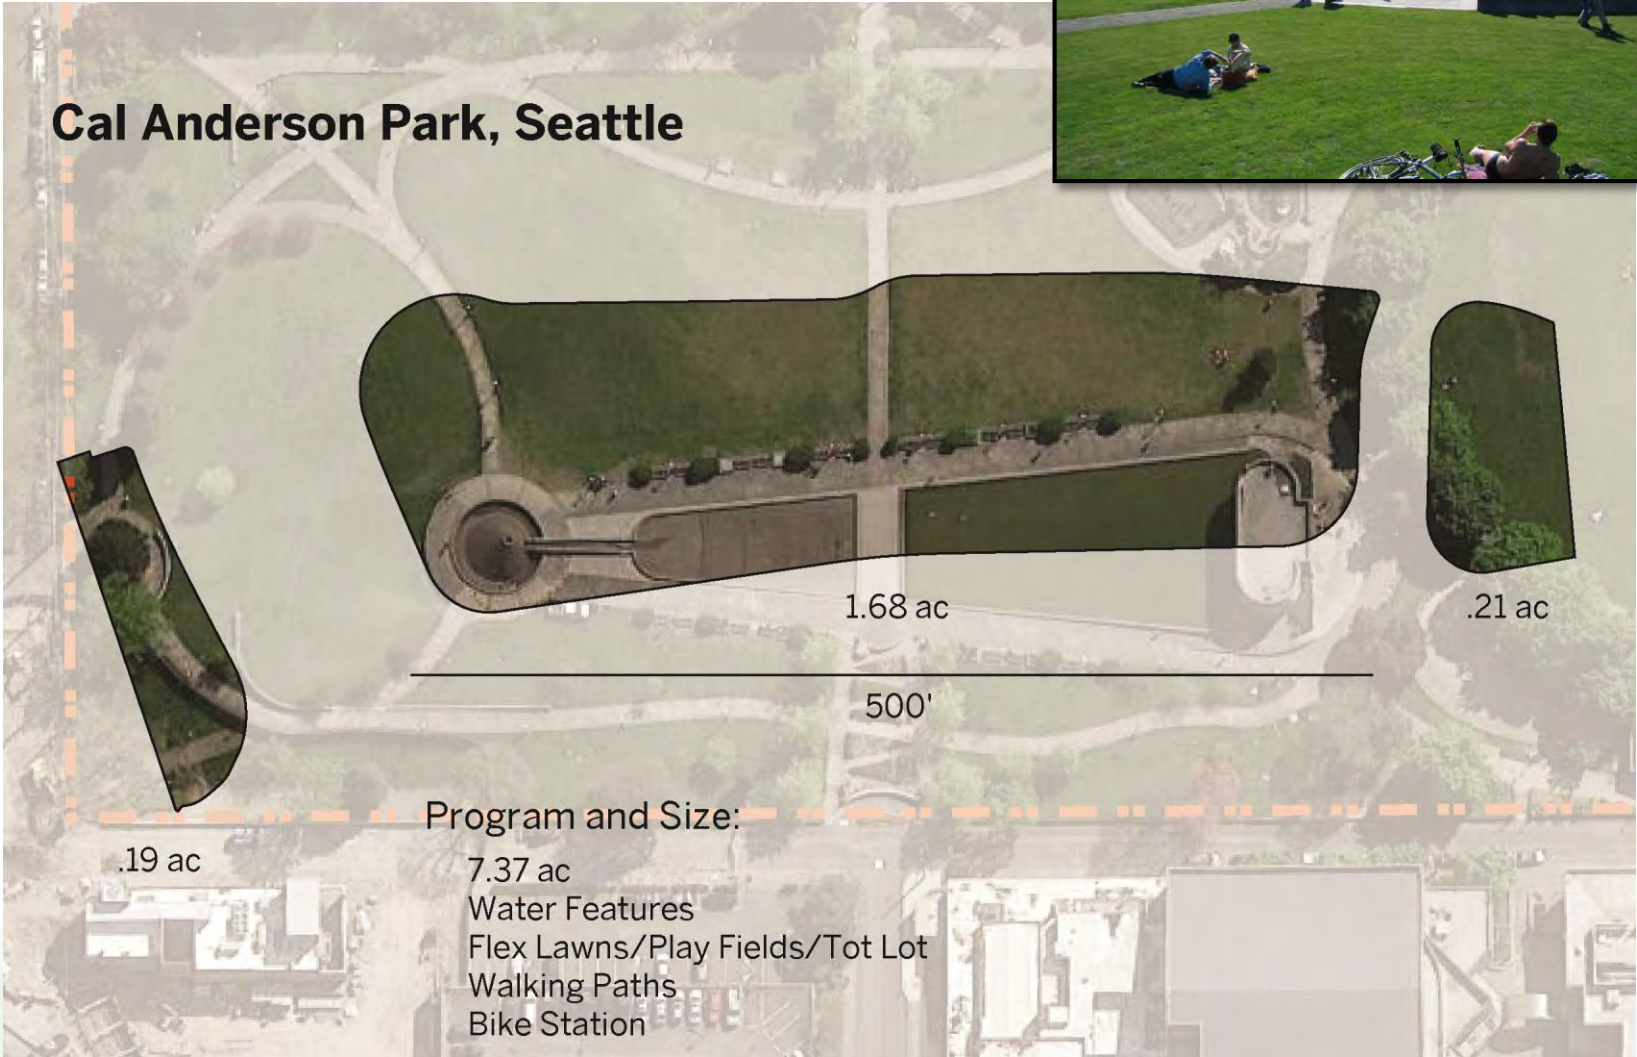 Cal Anderson Park, Seattle
1.68 ac
.21 ac
500'
.19 ac
Program and Size:
7.37 ac
Water Features
Flex Lawns/Play Fields/Tot Lot
Walking Paths
Bike Station